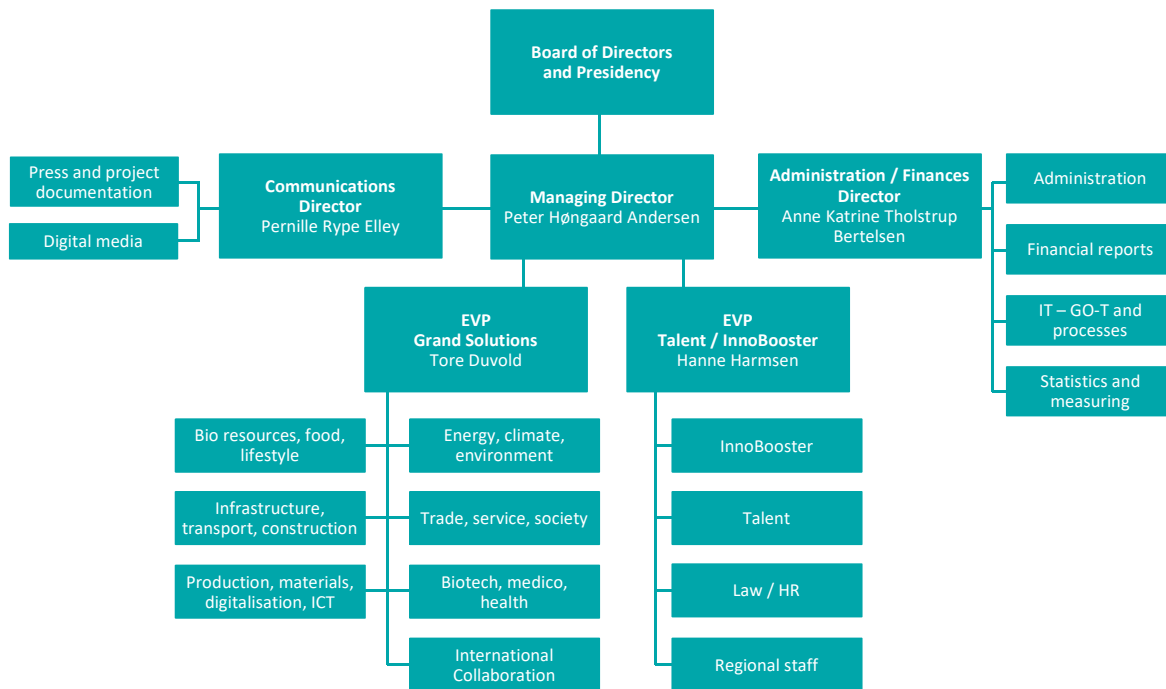 Board of Directors
and Presidency
Press and project
documentation
Digital media
Communications
Director
Pernille Rype Elley
Managing Director
Peter Høngaard Andersen
Administration / Finances
Director
Anne Katrine Tholstrup
Bertelsen
Administration
Financial reports
IT – GO-T and
processes
Statistics and
measuring
EVP
Grand Solutions
Tore Duvold
EVP
Talent / InnoBooster
Hanne Harmsen
Bio resources, food,
lifestyle
Energy, climate,
environment
Infrastructure,
transport, construction
Trade, service, society
Production, materials,
digitalisation, ICT
Biotech, medico,
health
International
Collaboration
InnoBooster
Talent
Law / HR
Regional staff